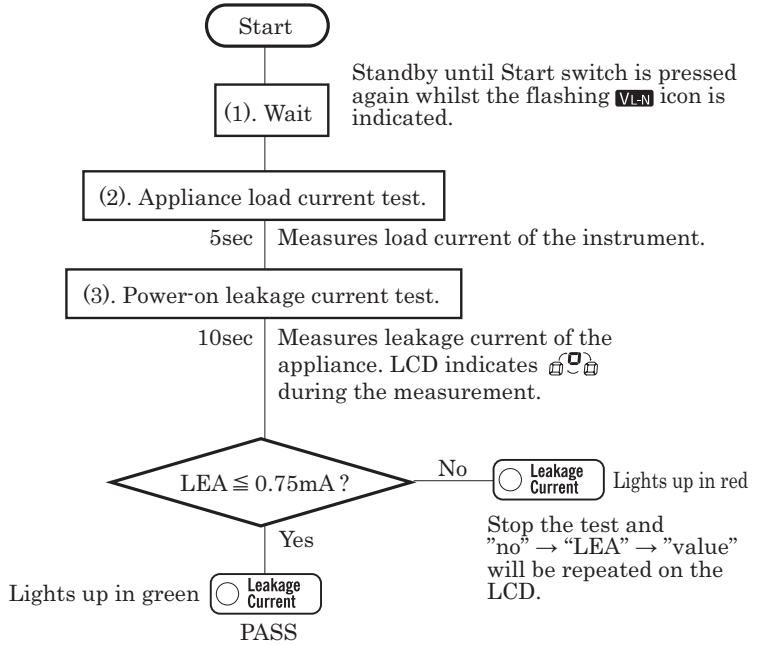 Start
Standby until Start switch is pressed
again whilst the flashing VL-N icon is
indicated.
(1). Wait
(2). Appliance load current test.
5sec
Measures load current of the instrument.
(3). Power-on leakage current test.
10sec
Measures leakage current of the
appliance. LCD indicates
during the measurement.
LEA ≦ 0.75mA ?
No
Leakage
Current
Lights up in red
Stop the test and
”no” → “LEA” → ”value”
will be repeated on the
LCD.
Yes
Lights up in green
Leakage
Current
PASS